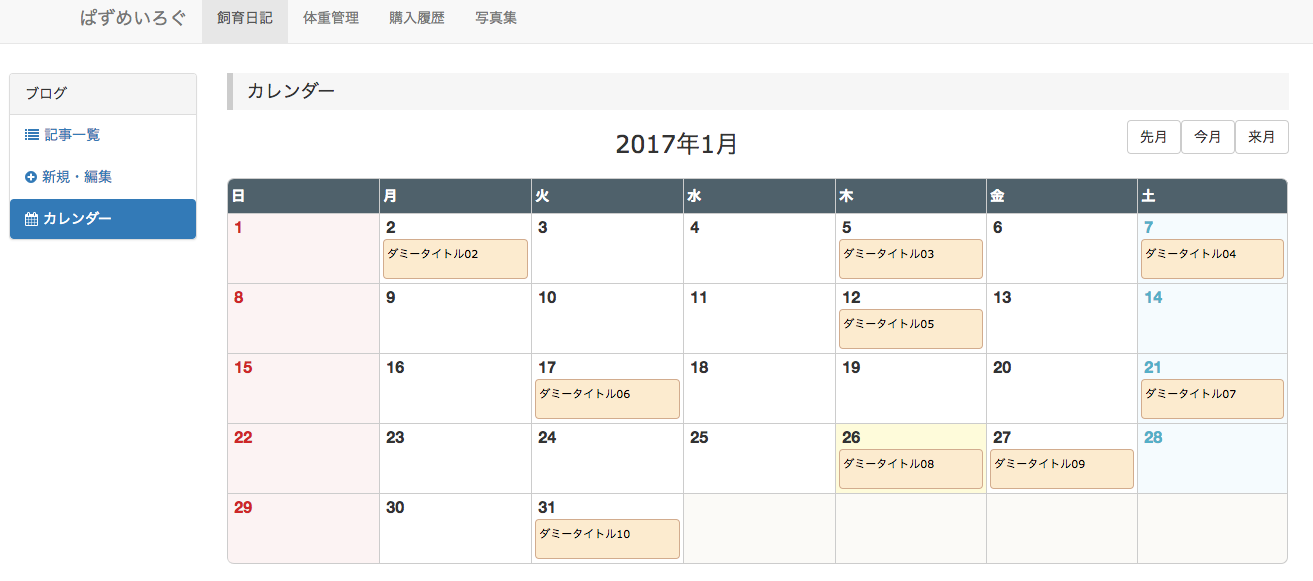 ぱずめいろぐ 飼育日記 体重管理 購入履歴 写真集
ブログ
記事一覧
新規・編集
カレンダー
カレンダー
2017年1月
先月 今月 来月
日 月 火 水 木 金 土
1 2 3 4 5 6 7
ダミータイトル02 ダミータイトル03 ダミータイトル04
8 9 10 11 12 13 14
ダミータイトル05
15 16 17 18 19 20 21
ダミータイトル06 ダミータイトル07
22 23 24 25 26 27 28
ダミータイトル08 ダミータイトル09
29 30 31
ダミータイトル10